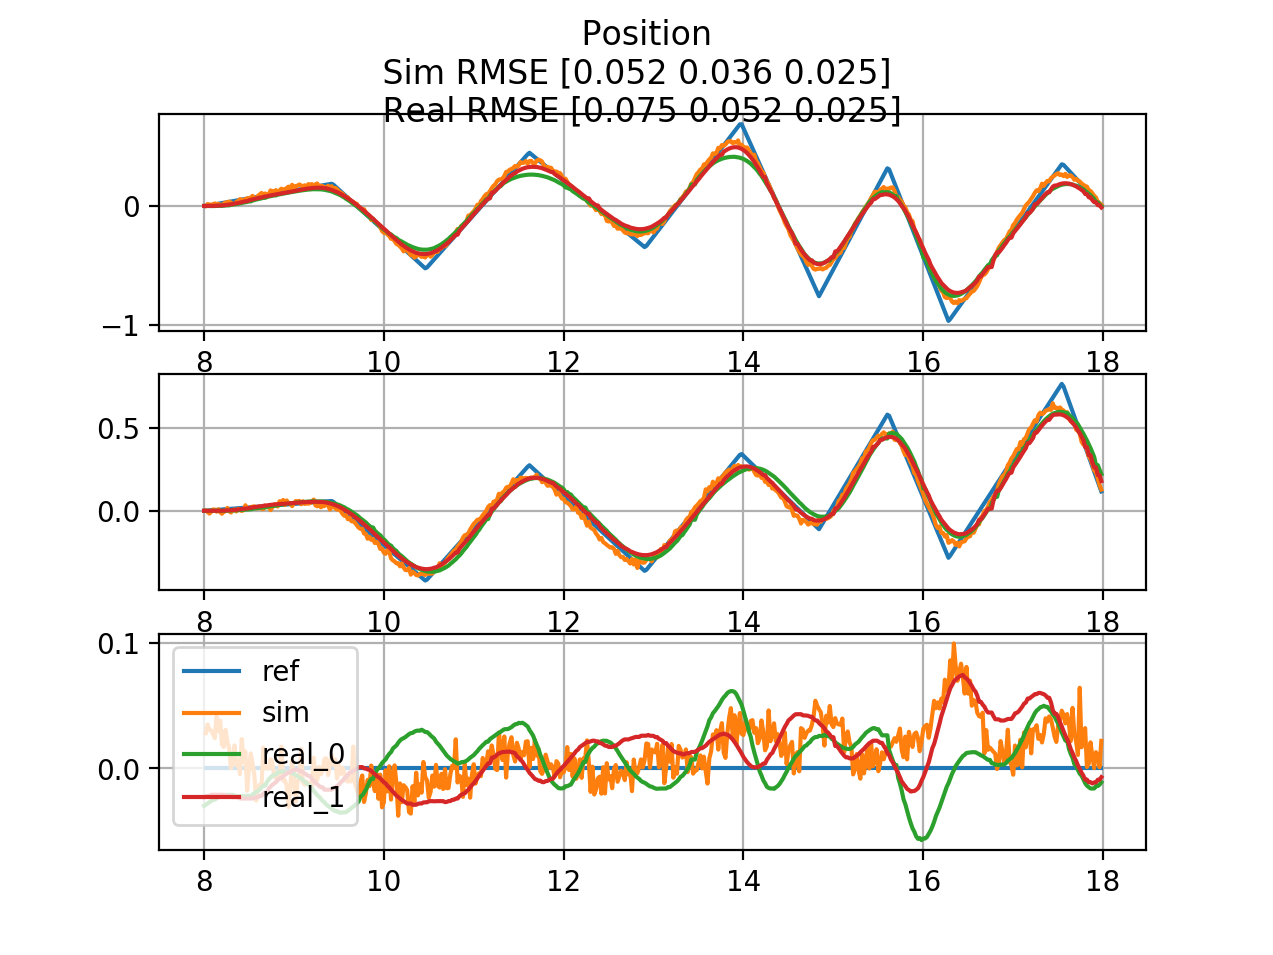 Position
Sim RMSE [0.052 0.036 0.025]
Real RMSE [0.075 0.052 0.025]
0
−1
8 10 12 14 16 18
0.5
0.0
8 10 12 14 16 18
0.1
0.0
ref
sim
real_0
real_1
8 10 12 14 16 18